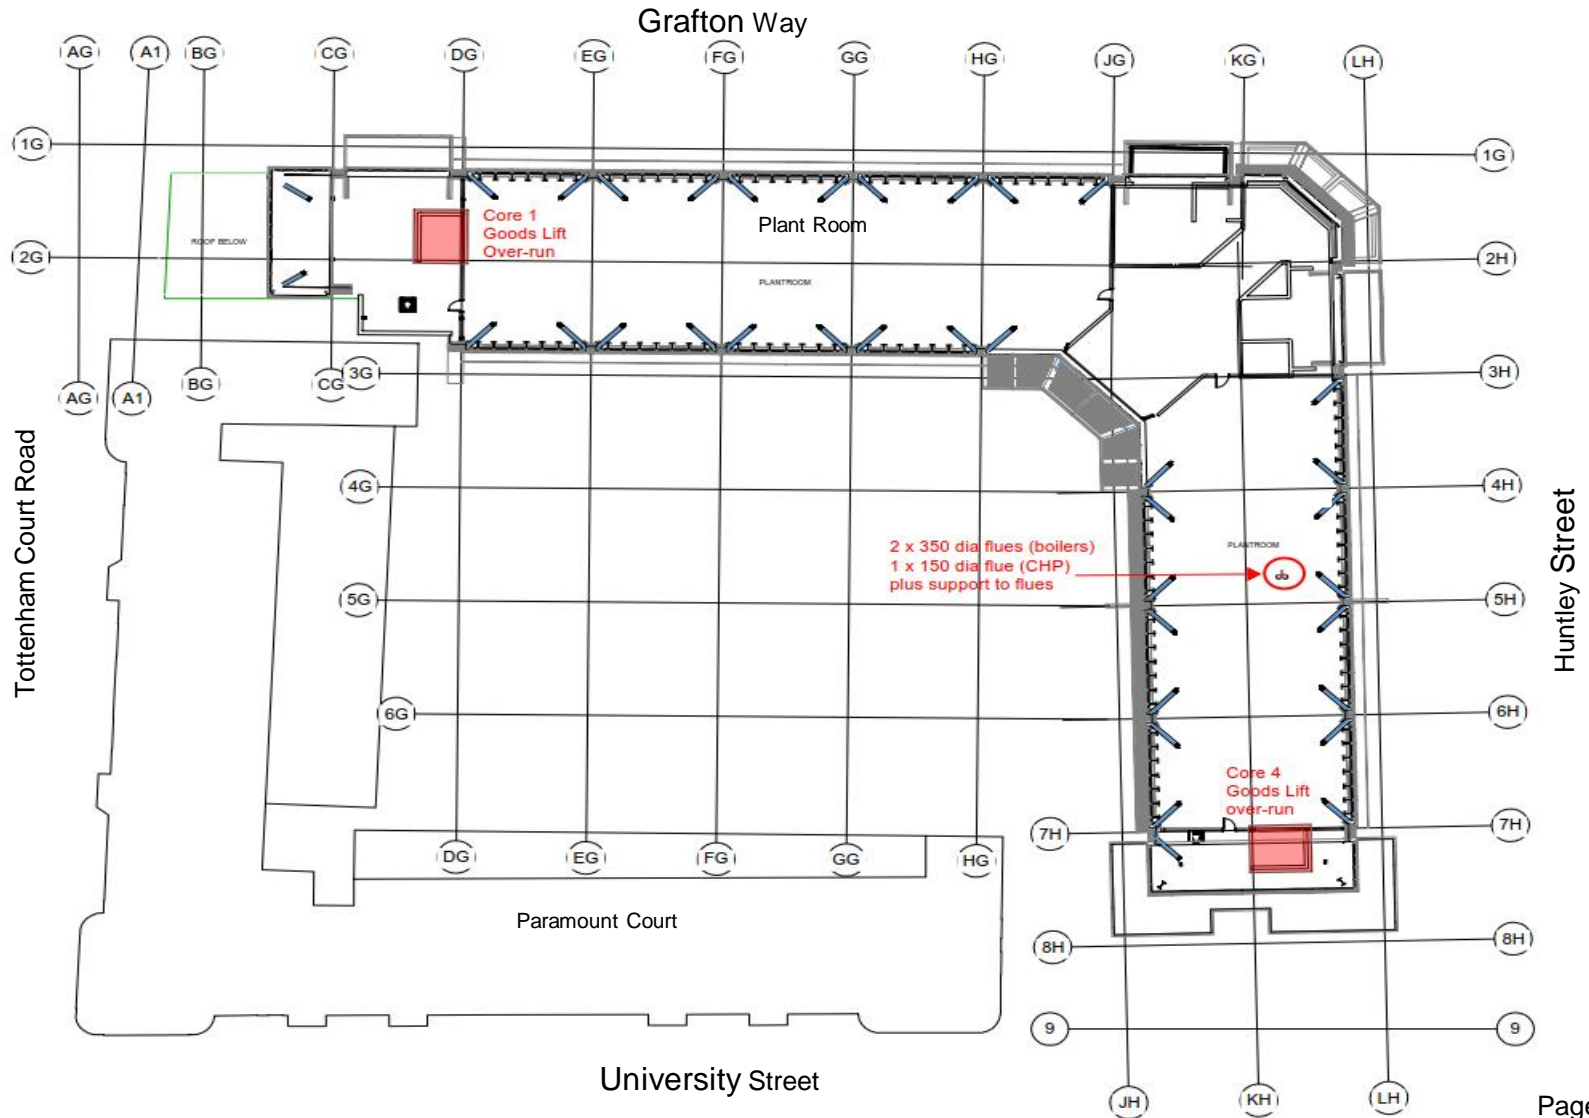 Grafton Way
AG A1 BG CG DG EG FG GG HG JG KG LH
1G 1G
Core 1
Goods Lift
Over-run
Plant Room
ROOF BELOW
2G 2H
PLANTROOM
3G 3H
AG A1 BG CG
4G 4H
Tottenham Court Road
Huntley Street
2 x 350 dia flues (boilers)
1 x 150 dia flue (CHP)
plus support to flues
PLANTROOM
5G 5H
6G 6H
Core 4
Goods Lift
over-run
7H 7H
DG EG FG GG HG
Paramount Court
8H 8H
9 9
University Street
JH KH LH
Page